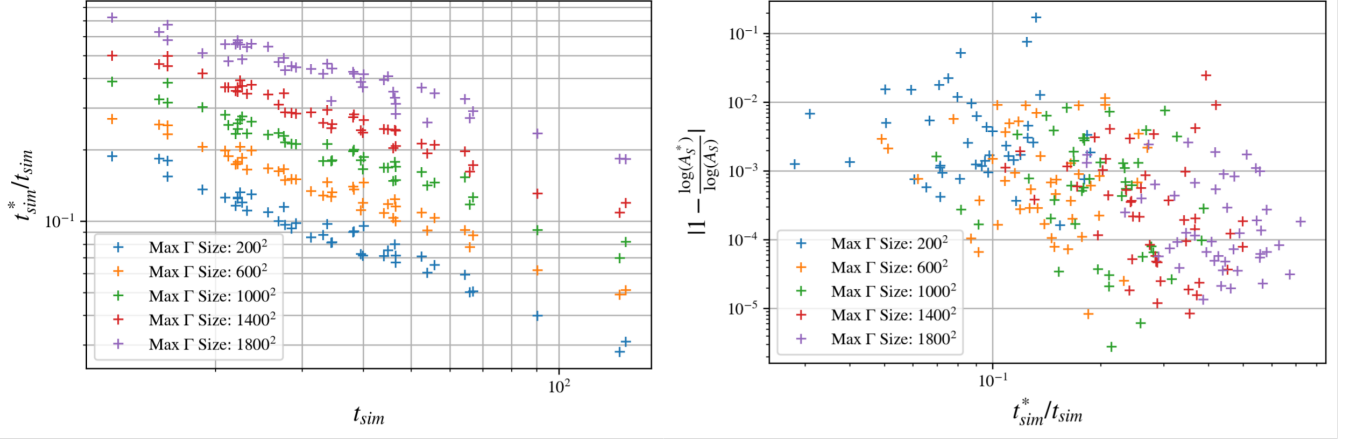 t*sim/tsim
10⁻¹
Max Γ Size: 200²
Max Γ Size: 600²
Max Γ Size: 1000²
Max Γ Size: 1400²
Max Γ Size: 1800²
10²
tsim
|1 − log(As*)/log(As)|
10⁻¹
10⁻²
10⁻³
10⁻⁴
10⁻⁵
Max Γ Size: 200²
Max Γ Size: 600²
Max Γ Size: 1000²
Max Γ Size: 1400²
Max Γ Size: 1800²
10⁻¹
t*sim/tsim